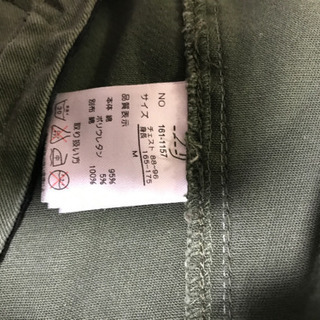 NO 161-1157
サイズ チェスト 88-96
身長 165-175
M
品質表示
本体 綿 95%
ポリウレタン 5%
別布 綿 100%
取り扱い方